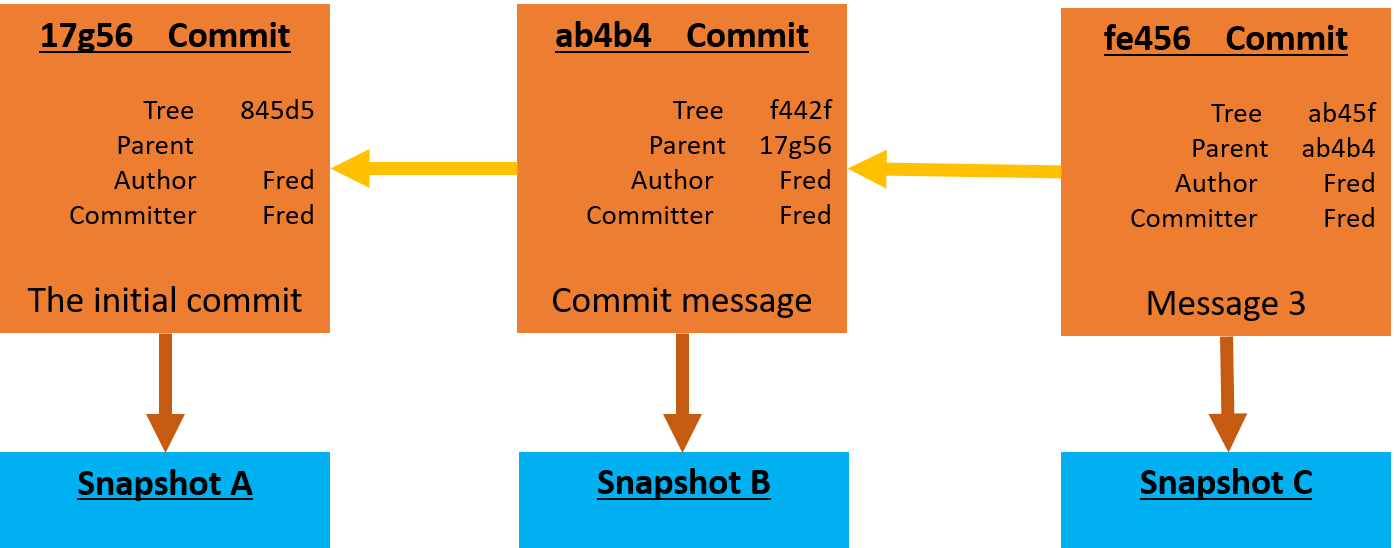 17g56 Commit
Tree 845d5
Parent
Author Fred
Committer Fred
The initial commit
ab4b4 Commit
Tree f442f
Parent 17g56
Author Fred
Committer Fred
Commit message
fe456 Commit
Tree ab45f
Parent ab4b4
Author Fred
Committer Fred
Message 3
Snapshot A
Snapshot B
Snapshot C